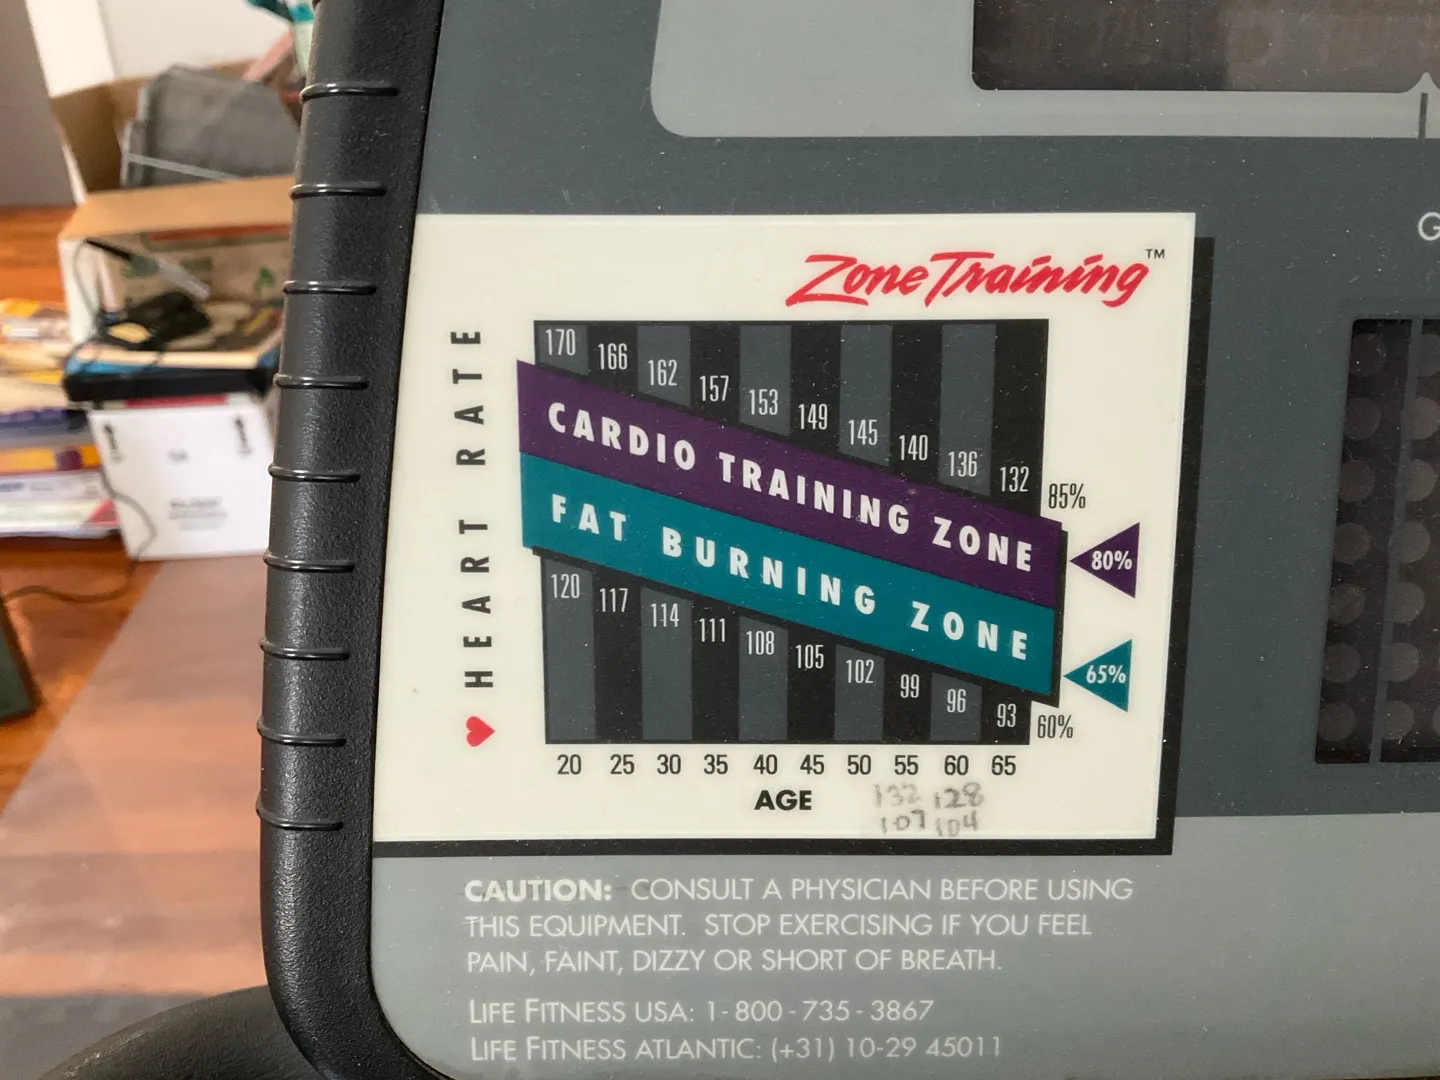 Zone Training™
HEART RATE
170 166 162 157 153 149 145 140 136 132 85%
CARDIO TRAINING ZONE
80%
FAT BURNING ZONE
65%
120 117 114 111 108 105 102 99 96 93 60%
20 25 30 35 40 45 50 55 60 65
AGE
132 128
107 104
CAUTION: CONSULT A PHYSICIAN BEFORE USING
THIS EQUIPMENT. STOP EXERCISING IF YOU FEEL
PAIN, FAINT, DIZZY OR SHORT OF BREATH.
LIFE FITNESS USA: 1-800-735-3867
LIFE FITNESS ATLANTIC: (+31) 10-29 45011
G